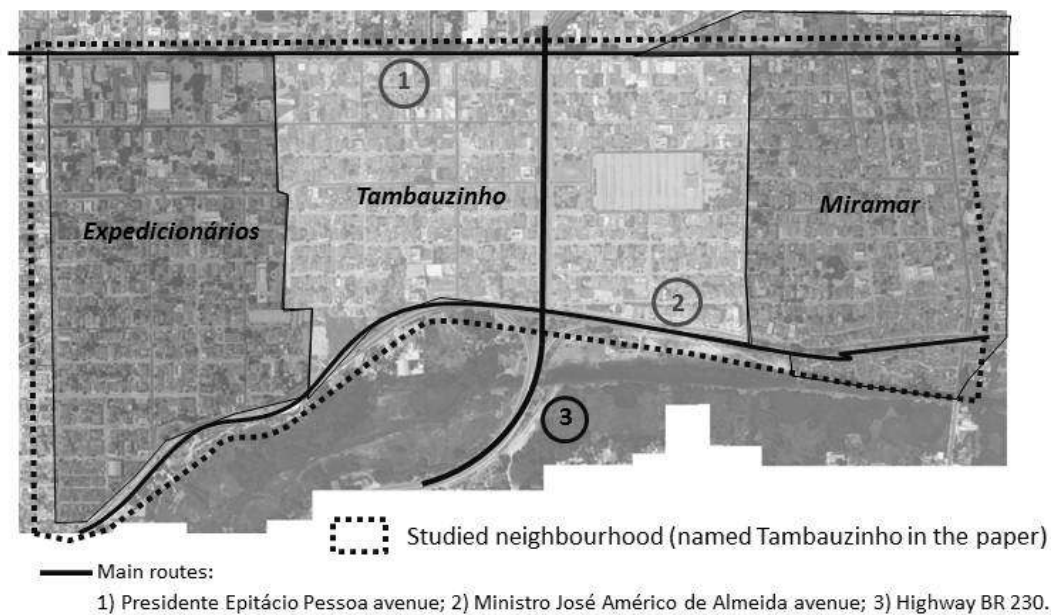 1
Tambauzinho
Miramar
Expedicionários
2
3
Studied neighbourhood (named Tambauzinho in the paper)
Main routes:
1) Presidente Epitácio Pessoa avenue; 2) Ministro José Américo de Almeida avenue; 3) Highway BR 230.